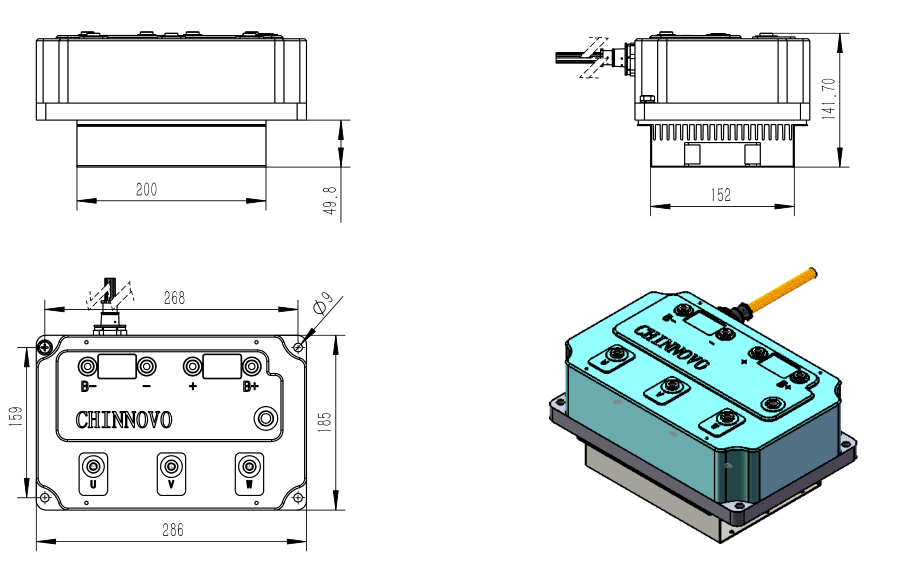 200
49.8
141.70
152
268
Ø9
B- - + B+
CHINNOVO
U V W
159
185
286
B- - + B+
CHINNOVO